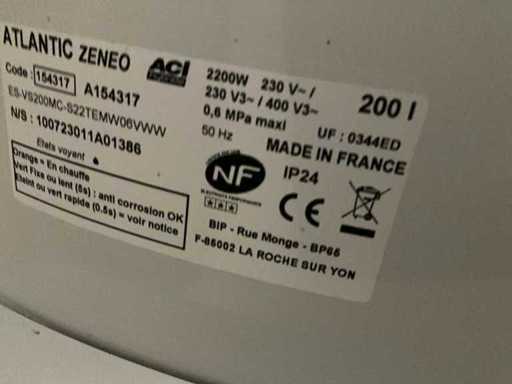 ATLANTIC ZENEO ACI
Code : 154317 A154317
ES-VS200MC-S22TEMW06VWW
N/S : 100723011A01386
2200W 230 V~ /
230 V3~ / 400 V3~
0,6 MPa maxi
50 Hz
200 l
UF : 0344ED
MADE IN FRANCE
Etats voyant
Orange = En chauffe
Vert Fixe ou lent (5s) : anti corrosion OK
Eteint ou vert rapide (0.5s) = voir notice
NF
IP24
CE
BIP - Rue Monge - BP65
F-85002 LA ROCHE SUR YON